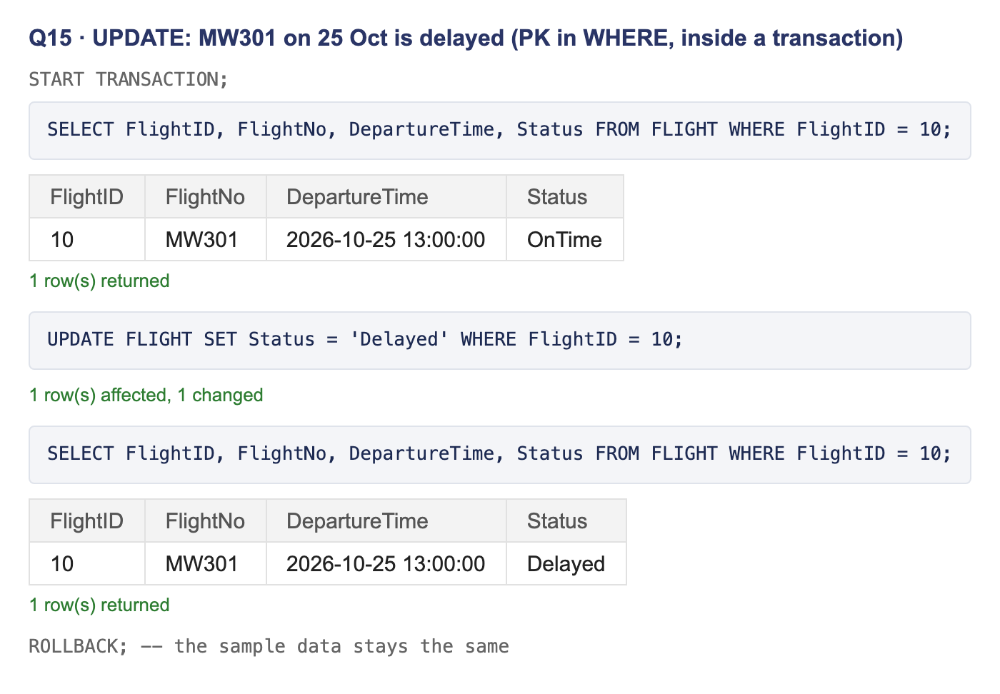 Q15 · UPDATE: MW301 on 25 Oct is delayed (PK in WHERE, inside a transaction)
START TRANSACTION;
SELECT FlightID, FlightNo, DepartureTime, Status FROM FLIGHT WHERE FlightID = 10;
FlightID FlightNo DepartureTime Status
10 MW301 2026-10-25 13:00:00 OnTime
1 row(s) returned
UPDATE FLIGHT SET Status = 'Delayed' WHERE FlightID = 10;
1 row(s) affected, 1 changed
SELECT FlightID, FlightNo, DepartureTime, Status FROM FLIGHT WHERE FlightID = 10;
FlightID FlightNo DepartureTime Status
10 MW301 2026-10-25 13:00:00 Delayed
1 row(s) returned
ROLLBACK; -- the sample data stays the same